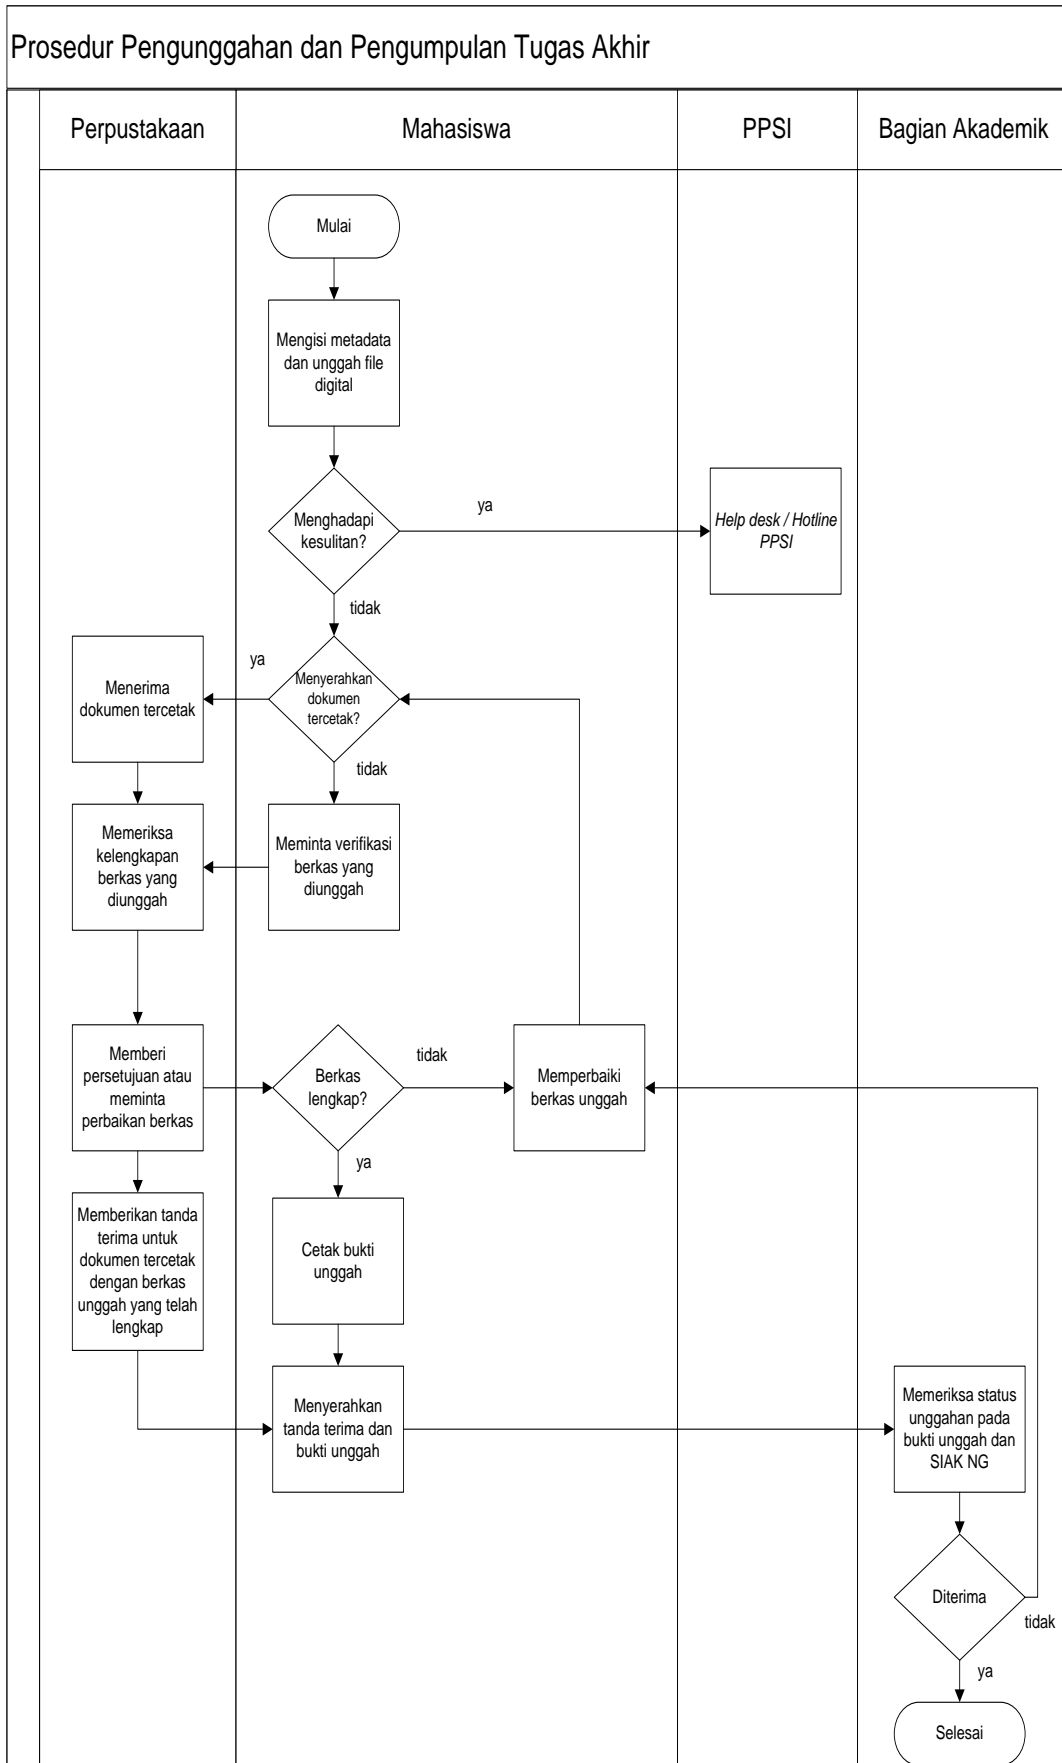 Prosedur Pengunggahan dan Pengumpulan Tugas Akhir
Perpustakaan
Mahasiswa
PPSI
Bagian Akademik
Mulai
Mengisi metadata
dan unggah file
digital
Menghadapi
kesulitan?
ya
Help desk / Hotline
PPSI
tidak
Menyerahkan
dokumen
tercetak?
ya
Menerima
dokumen tercetak
tidak
Memeriksa
kelengkapan
berkas yang
diunggah
Meminta verifikasi
berkas yang
diunggah
Memberi
persetujuan atau
meminta
perbaikan berkas
Berkas
lengkap?
tidak
Memperbaiki
berkas unggah
ya
Memberikan tanda
terima untuk
dokumen tercetak
dengan berkas
unggah yang telah
lengkap
Cetak bukti
unggah
Menyerahkan
tanda terima dan
bukti unggah
Memeriksa status
unggahan pada
bukti unggah dan
SIAK NG
Diterima
tidak
ya
Selesai